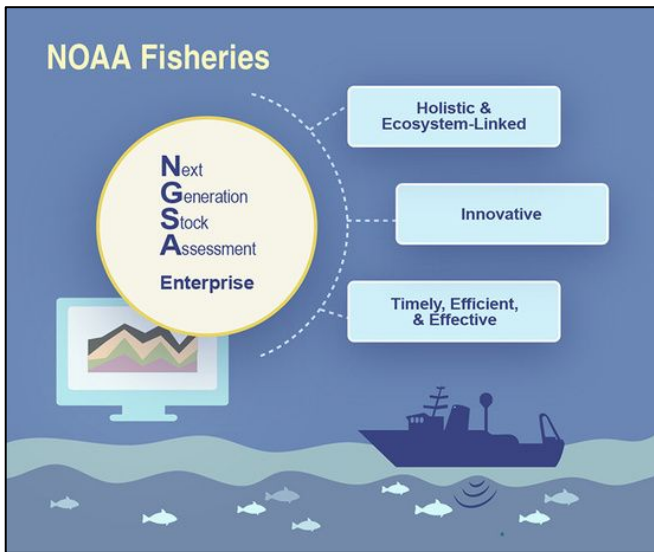 NOAA Fisheries
Next
Generation
Stock
Assessment
Enterprise
Holistic &
Ecosystem-Linked
Innovative
Timely, Efficient,
& Effective